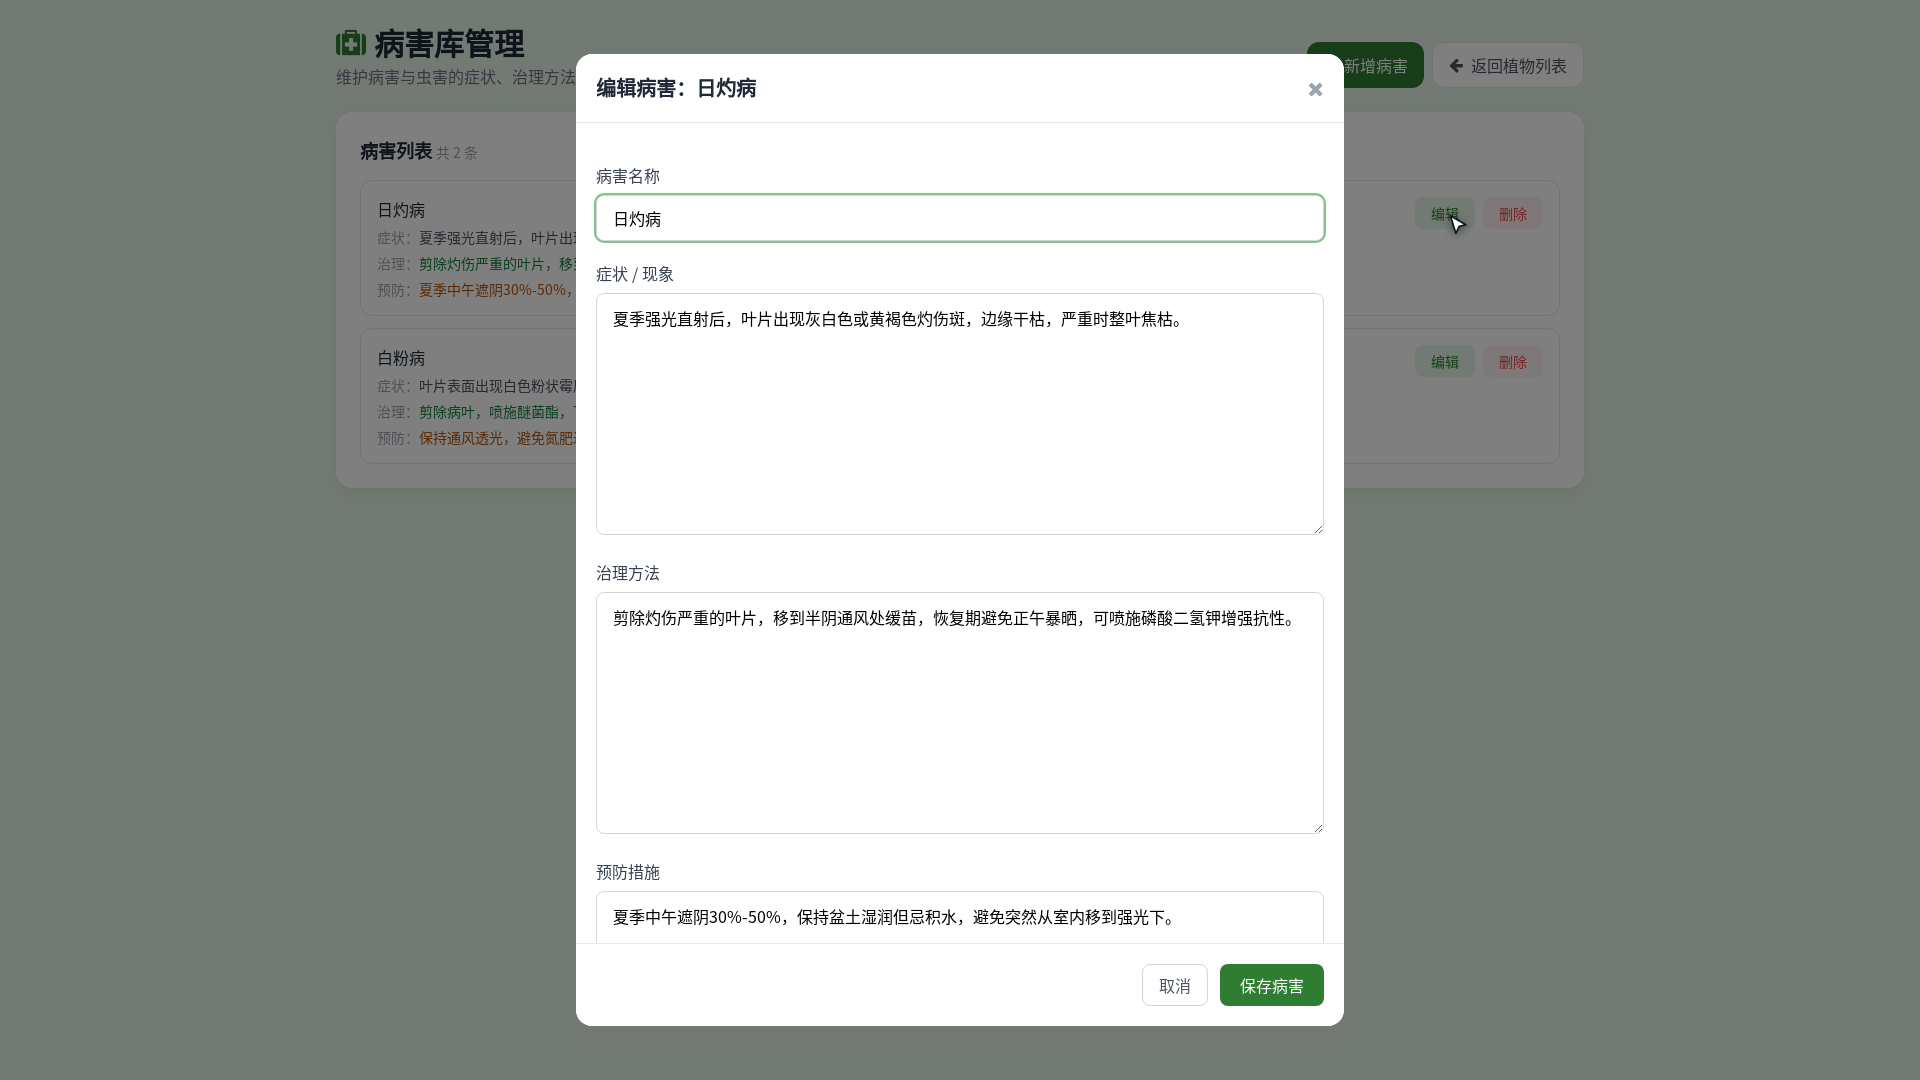 病害库管理
维护病害与虫害的症状、治理方法
新增病害
返回植物列表
病害列表 共 2 条
日灼病
症状：夏季强光直射后，叶片出
治理：剪除灼伤严重的叶片，移
预防：夏季中午遮阴30%-50%，
编辑
删除
白粉病
症状：叶片表面出现白色粉状霉
治理：剪除病叶，喷施醚菌酯，
预防：保持通风透光，避免氮肥
编辑
删除
编辑病害：日灼病
病害名称
日灼病
症状 / 现象
夏季强光直射后，叶片出现灰白色或黄褐色灼伤斑，边缘干枯，严重时整叶焦枯。
治理方法
剪除灼伤严重的叶片，移到半阴通风处缓苗，恢复期避免正午暴晒，可喷施磷酸二氢钾增强抗性。
预防措施
夏季中午遮阴30%-50%，保持盆土湿润但忌积水，避免突然从室内移到强光下。
取消
保存病害